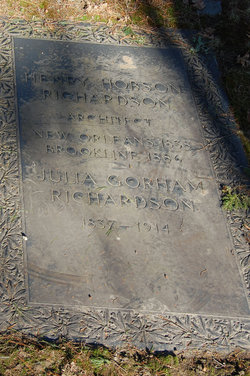 HENRY HOBSON
RICHARDSON
ARCHITECT
NEW ORLEANS 1838
BROOKLINE 1886
JULIA GORHAM
RICHARDSON
1837–1914